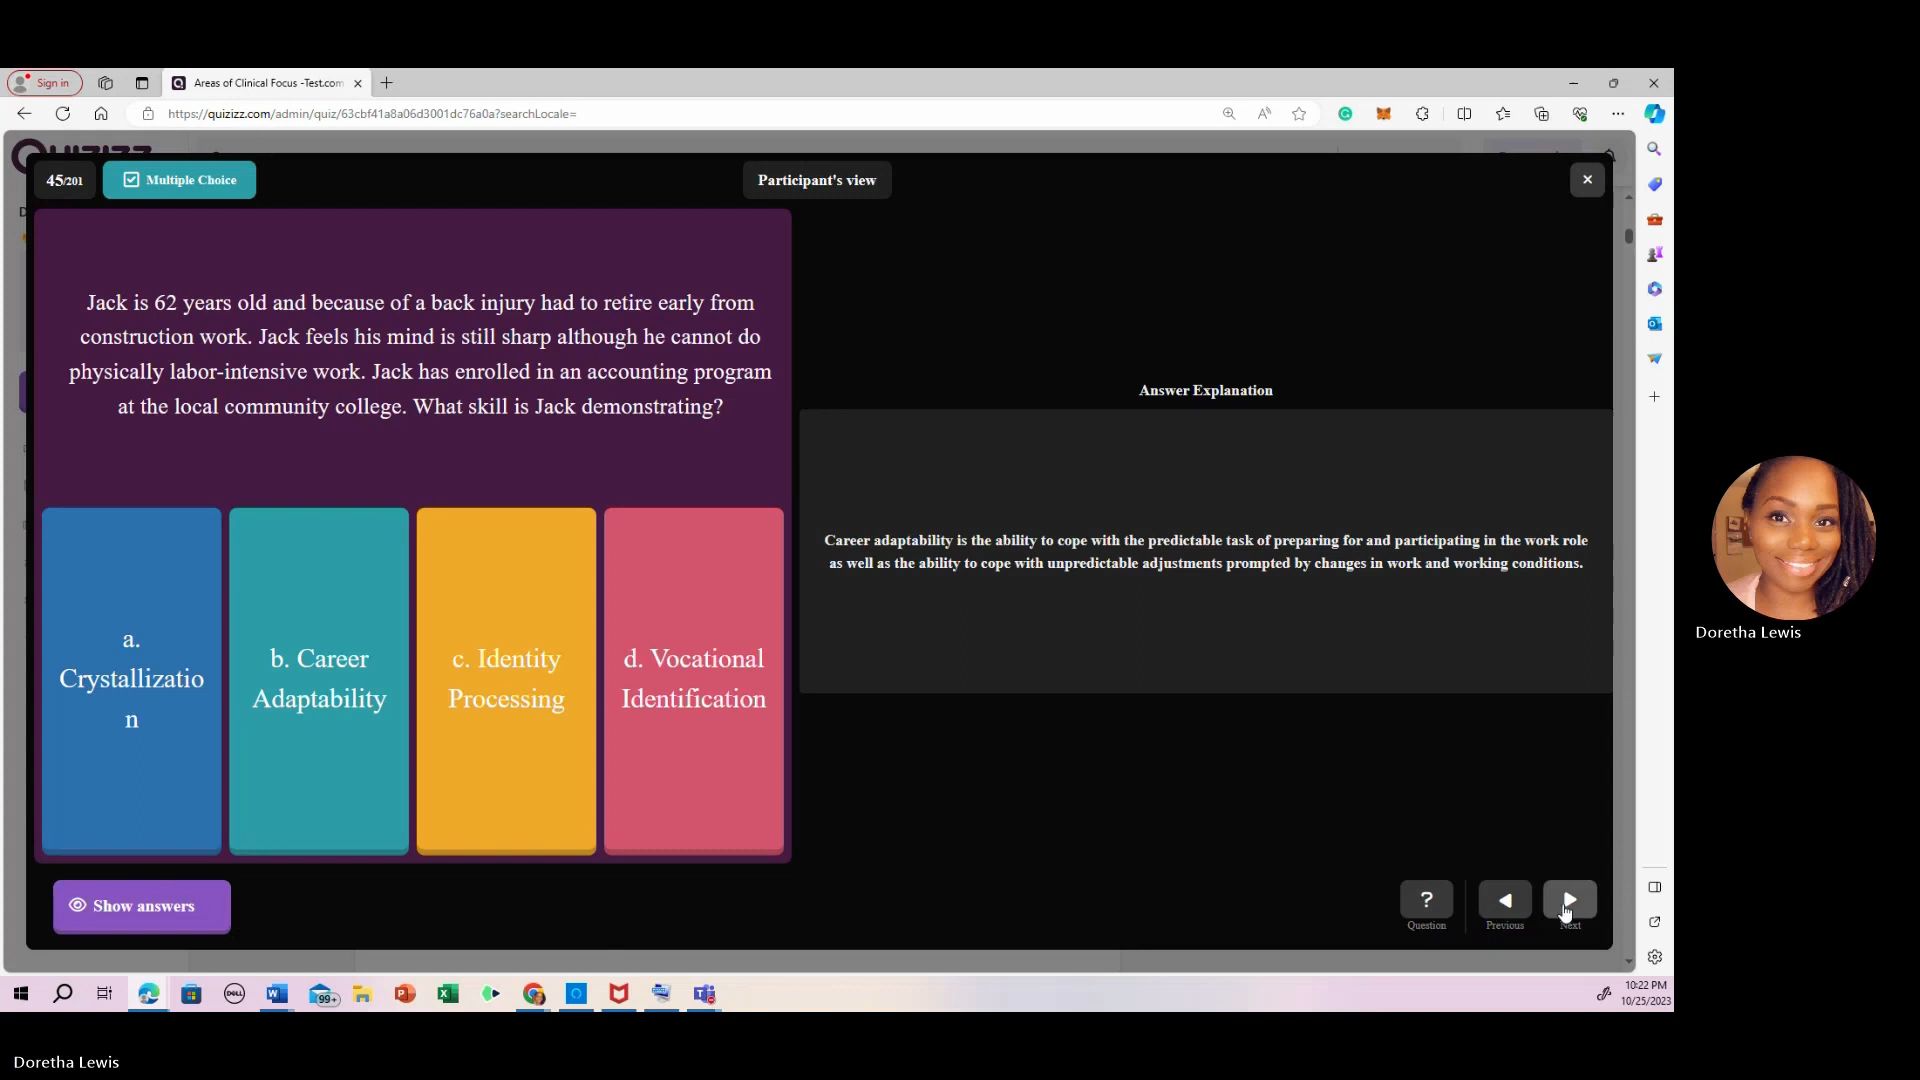 Sign in
Areas of Clinical Focus -Test.com
https://quizizz.com/admin/quiz/63cbf41a8a06d3001dc76a0a?searchLocale=
45/201
Multiple Choice
Participant's view
Jack is 62 years old and because of a back injury had to retire early from
construction work. Jack feels his mind is still sharp although he cannot do
physically labor-intensive work. Jack has enrolled in an accounting program
at the local community college. What skill is Jack demonstrating?
a.
Crystallizatio
n
b. Career
Adaptability
c. Identity
Processing
d. Vocational
Identification
Answer Explanation
Career adaptability is the ability to cope with the predictable task of preparing for and participating in the work role
as well as the ability to cope with unpredictable adjustments prompted by changes in work and working conditions.
Show answers
?
Question
Previous
Next
Doretha Lewis
DELL
99+
10:22 PM
10/25/2023
Doretha Lewis